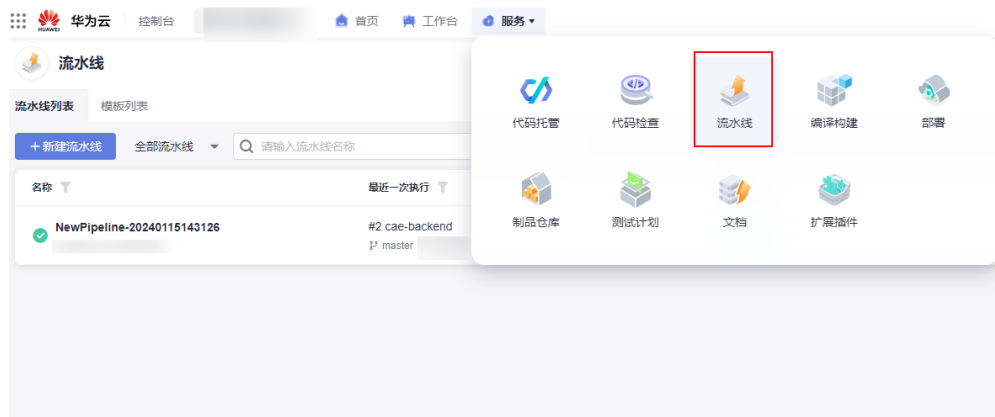 HUAWEI
华为云 控制台 首页 工作台 服务
流水线
流水线列表 模板列表
+新建流水线 全部流水线 请输入流水线名称
名称 最近一次执行
NewPipeline-20240115143126 #2 cae-backend
master
代码托管 代码检查 流水线 编译构建 部署
制品仓库 测试计划 文档 扩展插件